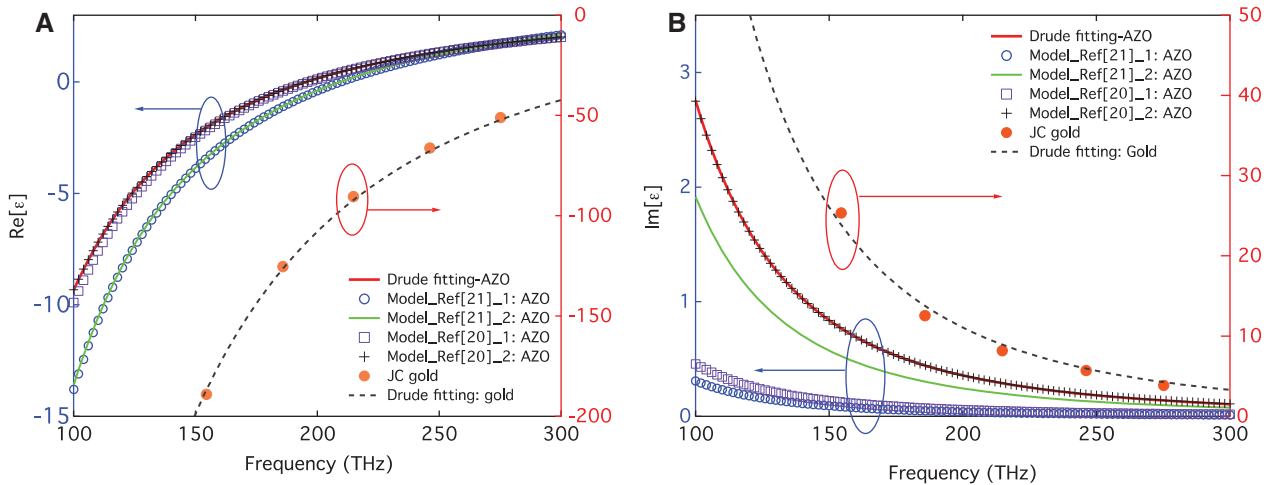 A
Re[ε]
0
-5
-10
-15
0
-50
-100
-150
-200
Drude fitting-AZO
Model_Ref[21]_1: AZO
Model_Ref[21]_2: AZO
Model_Ref[20]_1: AZO
Model_Ref[20]_2: AZO
JC gold
Drude fitting: gold
100
150
200
250
300
Frequency (THz)
B
Im[ε]
3
2
1
0
50
40
30
20
10
0
Drude fitting-AZO
Model_Ref[21]_1: AZO
Model_Ref[21]_2: AZO
Model_Ref[20]_1: AZO
Model_Ref[20]_2: AZO
JC gold
Drude fitting: Gold
100
150
200
250
300
Frequency (THz)